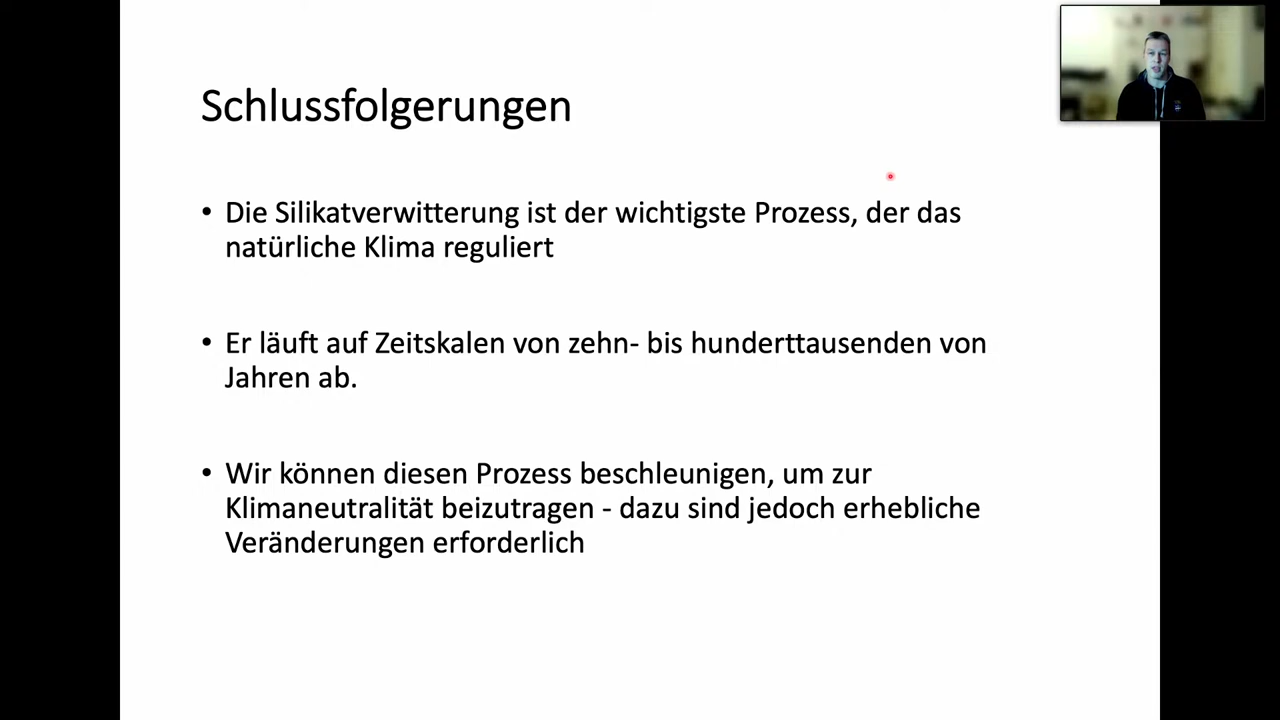 Schlussfolgerungen
• Die Silikatverwitterung ist der wichtigste Prozess, der das
natürliche Klima reguliert
• Er läuft auf Zeitskalen von zehn- bis hunderttausenden von
Jahren ab.
• Wir können diesen Prozess beschleunigen, um zur
Klimaneutralität beizutragen - dazu sind jedoch erhebliche
Veränderungen erforderlich